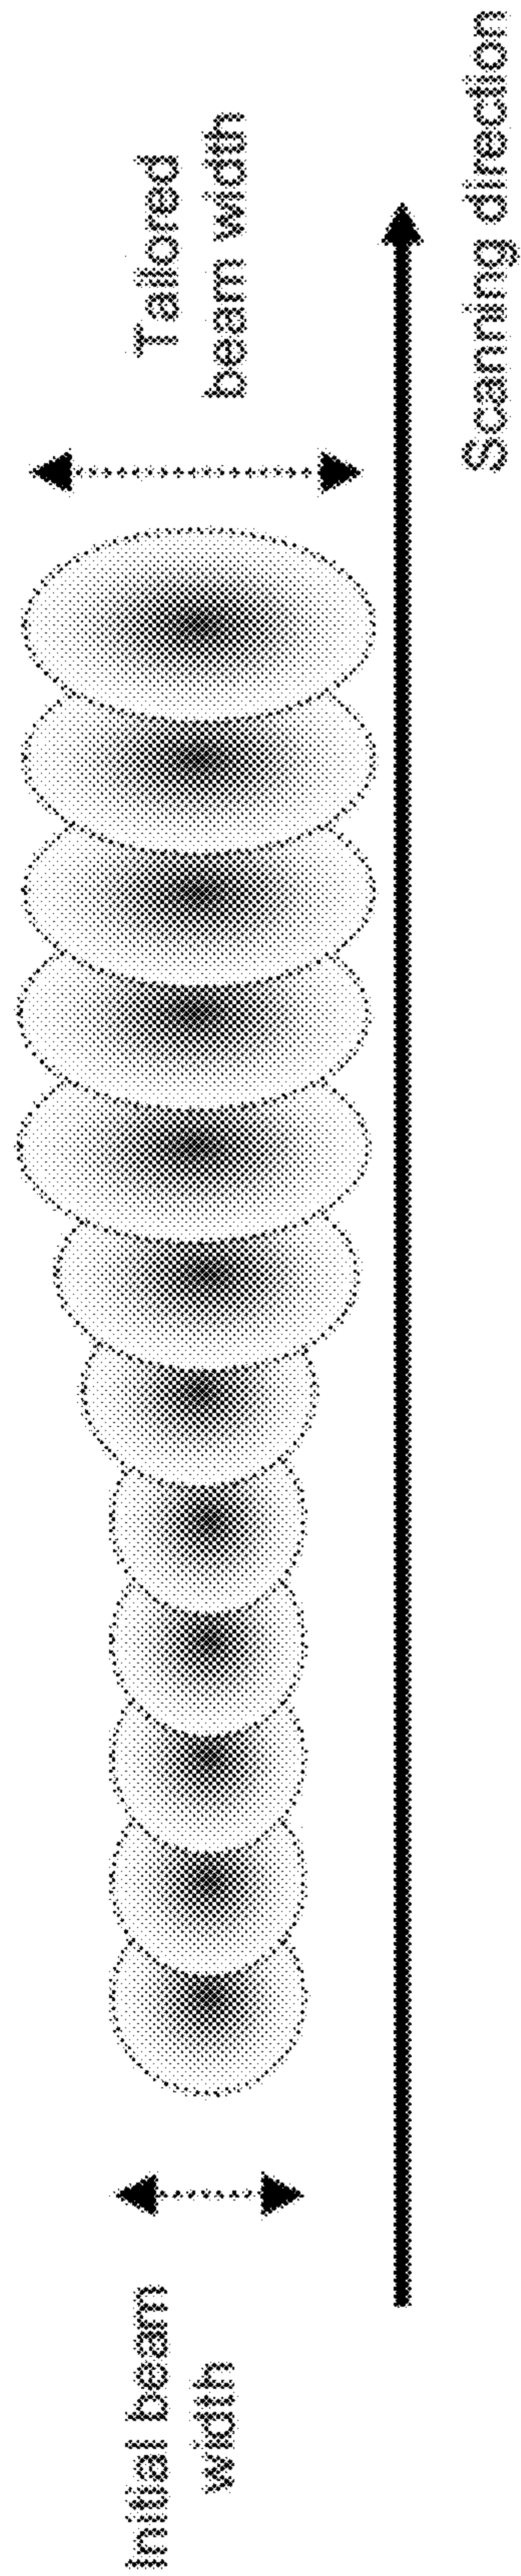 Initial beam
width
Tailored
beam width
Scanning direction